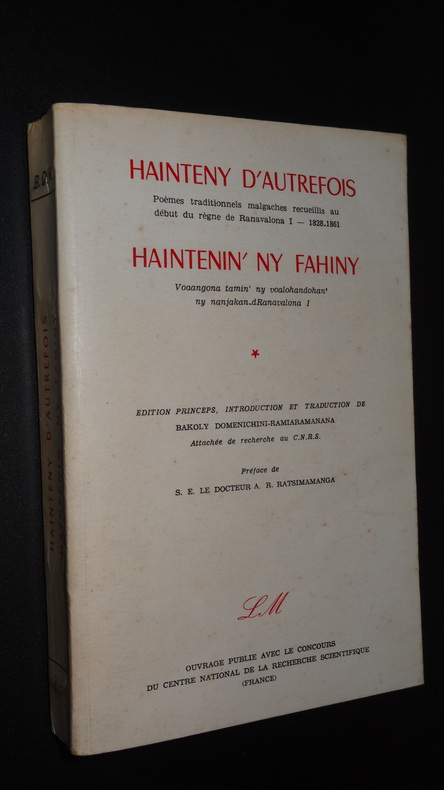 HAINTENY D'AUTREFOIS
Poèmes traditionnels malgaches recueillis au
début du règne de Ranavalona I — 1828-1861
HAINTENIN' NY FAHINY
Voaangona tamin' ny voalohandohan'
ny nanjakan-dRanavalona I
EDITION PRINCEPS, INTRODUCTION ET TRADUCTION DE
BAKOLY DOMENICHINI-RAMIARAMANANA
Attachée de recherche au C.N.R.S.
Préface de
S. E. LE DOCTEUR A. R. RATSIMAMANGA
LM
OUVRAGE PUBLIE AVEC LE CONCOURS
DU CENTRE NATIONAL DE LA RECHERCHE SCIENTIFIQUE
(FRANCE)
HAINTENY D'AUTREFOIS